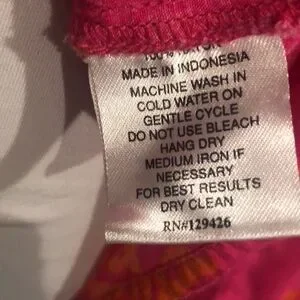 100%
MADE IN INDONESIA
MACHINE WASH IN
COLD WATER ON
GENTLE CYCLE
DO NOT USE BLEACH
HANG DRY
MEDIUM IRON IF
NECESSARY
FOR BEST RESULTS
DRY CLEAN
RN#129426